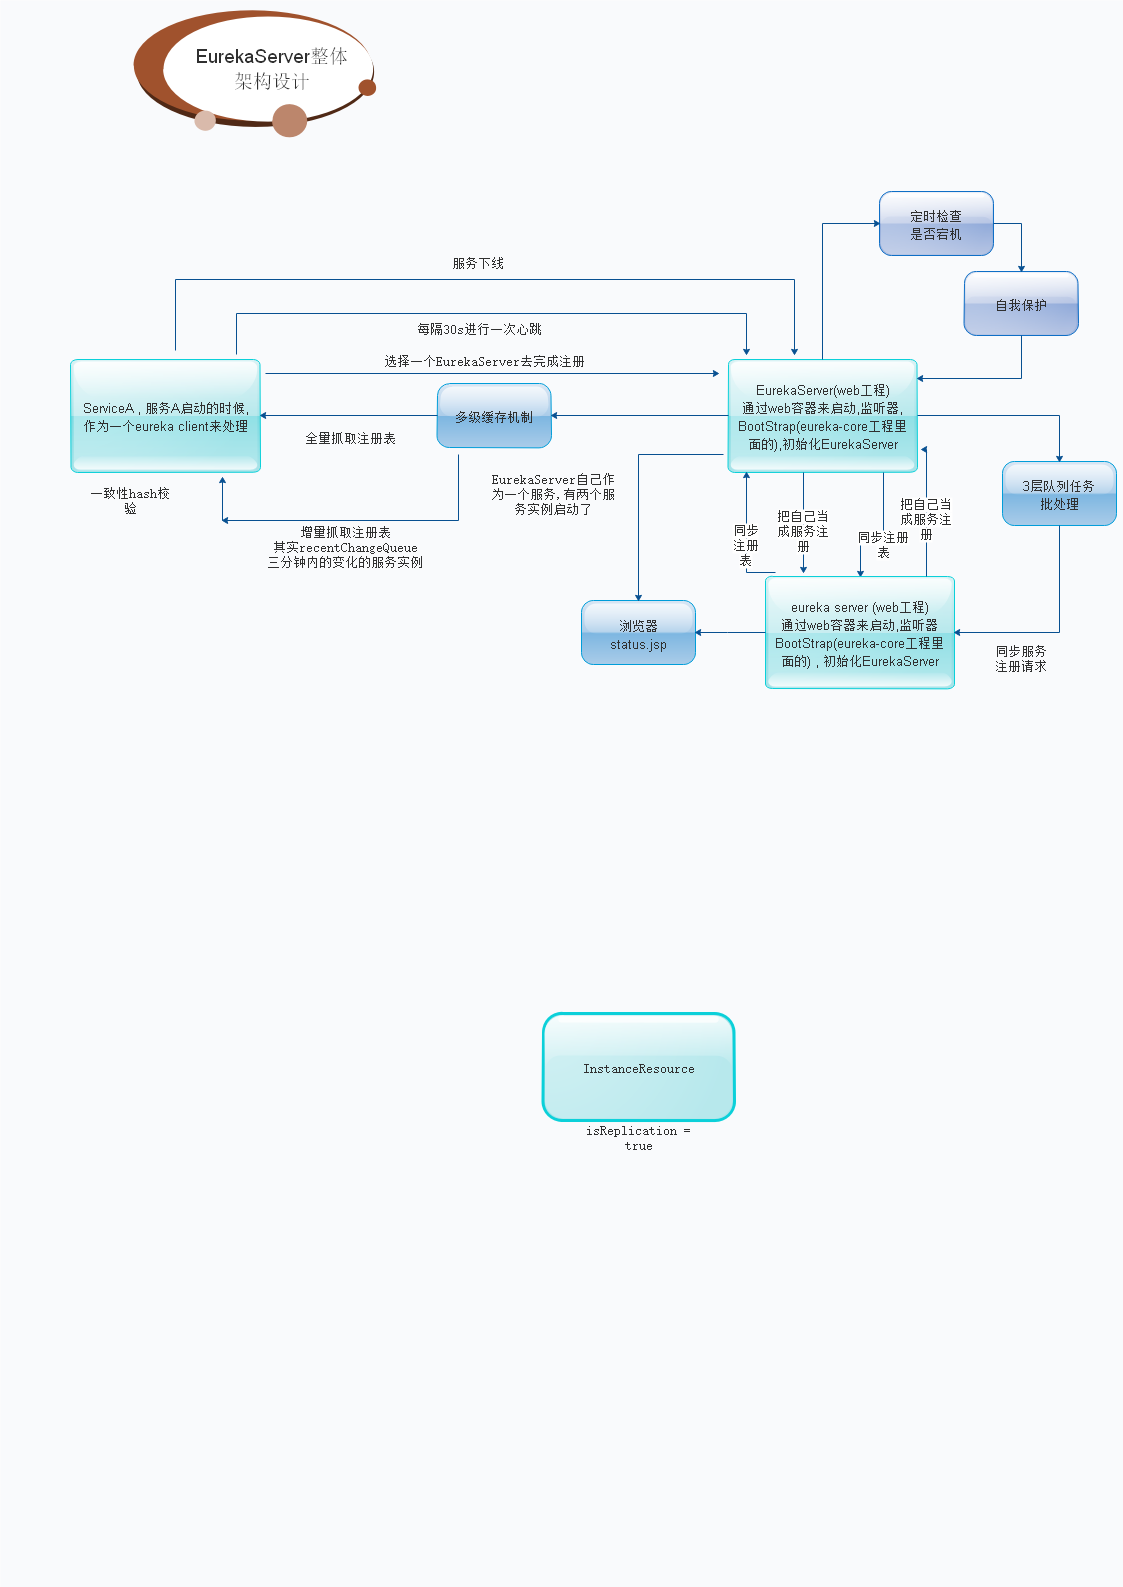 EurekaServer整体
架构设计
定时检查
是否宕机
服务下线
自我保护
每隔30s进行一次心跳
选择一个EurekaServer去完成注册
EurekaServer(web工程)
通过web容器来启动,监听器,
BootStrap(eureka-core工程里
面的),初始化EurekaServer
ServiceA , 服务A启动的时候,
作为一个eureka client来处理
多级缓存机制
全量抓取注册表
EurekaServer自己作
为一个服务,有两个服
务实例启动了
一致性hash校
验
3层队列任务
批处理
把自己当
成服务注
册
把自己当
成服务注
册
同步
注册
表
同步注册
表
增量抓取注册表
其实recentChangeQueue
三分钟内的变化的服务实例
浏览器
status.jsp
eureka server (web工程)
通过web容器来启动,监听器
BootStrap(eureka-core工程里
面的) , 初始化EurekaServer
同步服务
注册请求
InstanceResource
isReplication =
true